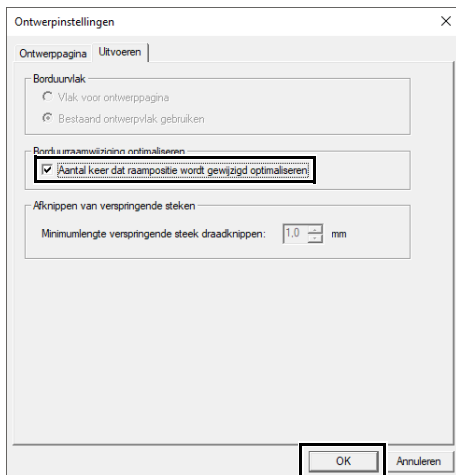 Ontwerpinstellingen
Ontwerppagina Uitvoeren
Borduurvlak
Vlak voor ontwerppagina
Bestaand ontwerpvlak gebruiken
Borduurraamwijziging optimaliseren
Aantal keer dat raampositie wordt gewijzigd optimaliseren
Afknippen van verspringende steken
Minimumlengte verspringende steek draadknippen: 1,0 mm
OK Annuleren